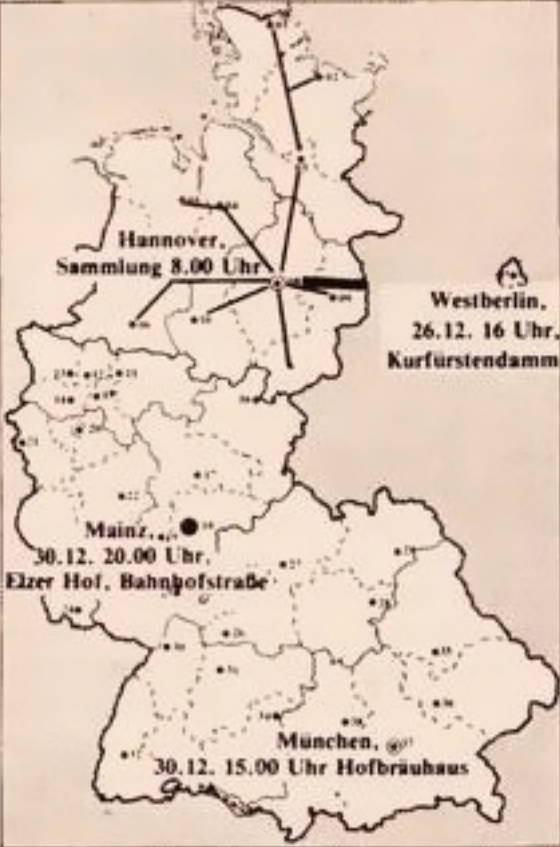 Hannover,
Sammlung 8.00 Uhr
Westberlin,
26.12. 16 Uhr,
Kurfürstendamm
Mainz,
30.12. 20.00 Uhr,
Elzer Hof, Bahnhofstraße
München,
30.12. 15.00 Uhr Hofbräuhaus